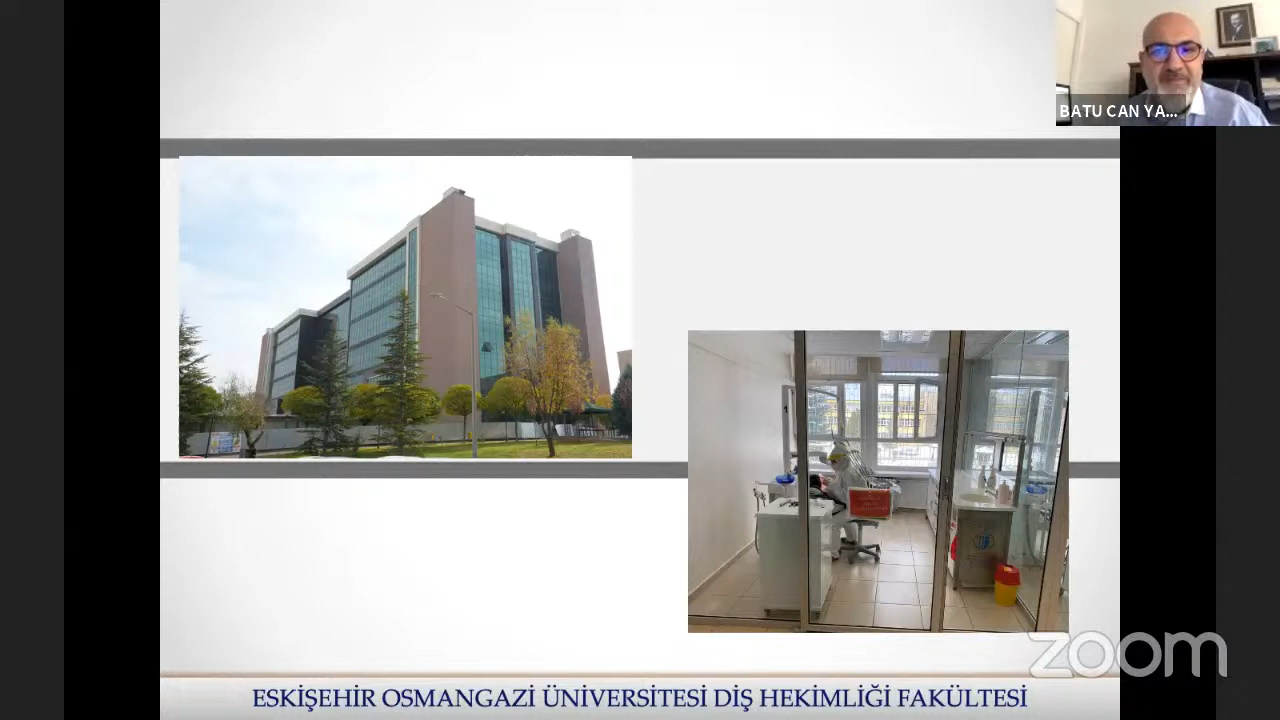 BATU CAN YA...
zoom
ESKİŞEHİR OSMANGAZİ ÜNİVERSİTESİ DİŞ HEKİMLİĞİ FAKÜLTESİ